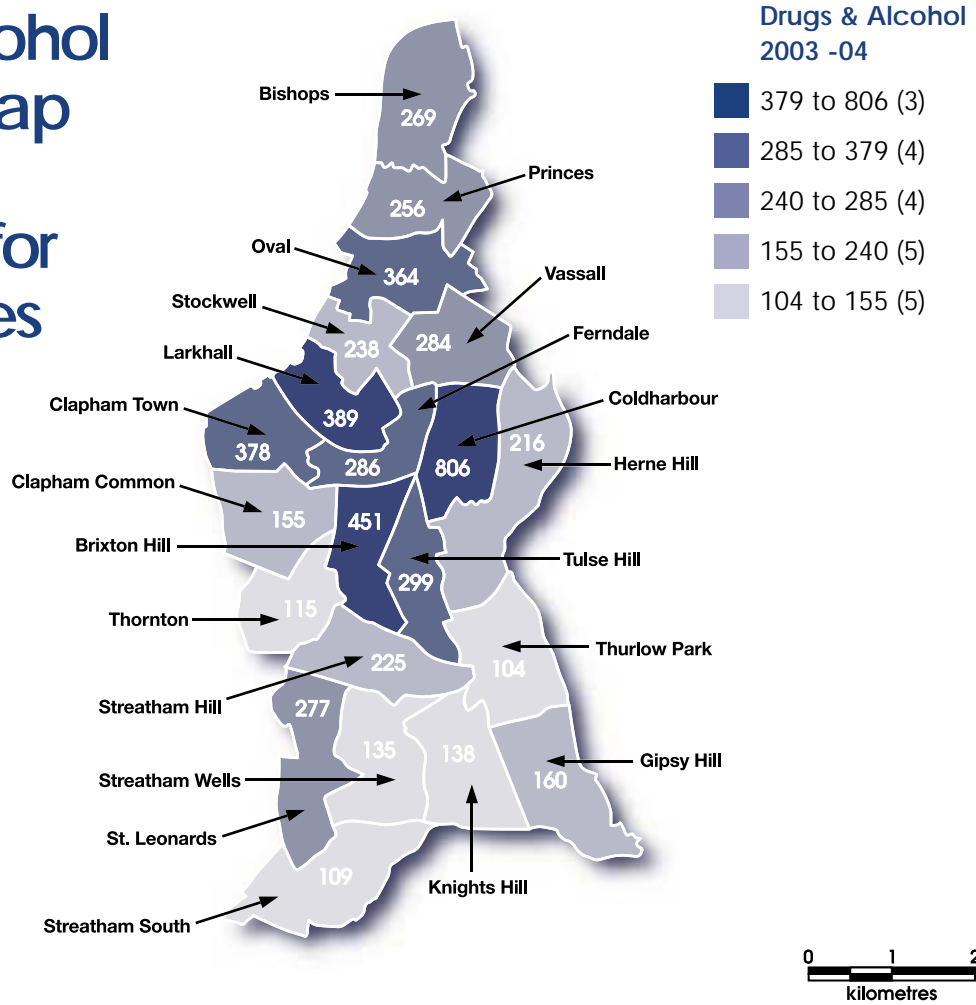 cohol
ap
for
es
Drugs & Alcohol
2003 -04
379 to 806 (3)
285 to 379 (4)
240 to 285 (4)
155 to 240 (5)
104 to 155 (5)
Bishops
269
Princes
256
Oval
364
Vassall
284
Stockwell
238
Ferndale
286
Larkhall
389
Clapham Town
378
Coldharbour
806
216
Herne Hill
Clapham Common
155
451
Brixton Hill
Tulse Hill
299
Thornton
115
Thurlow Park
104
225
Streatham Hill
277
135
138
Gipsy Hill
160
Streatham Wells
St. Leonards
109
Knights Hill
Streatham South
0 1 2
kilometres